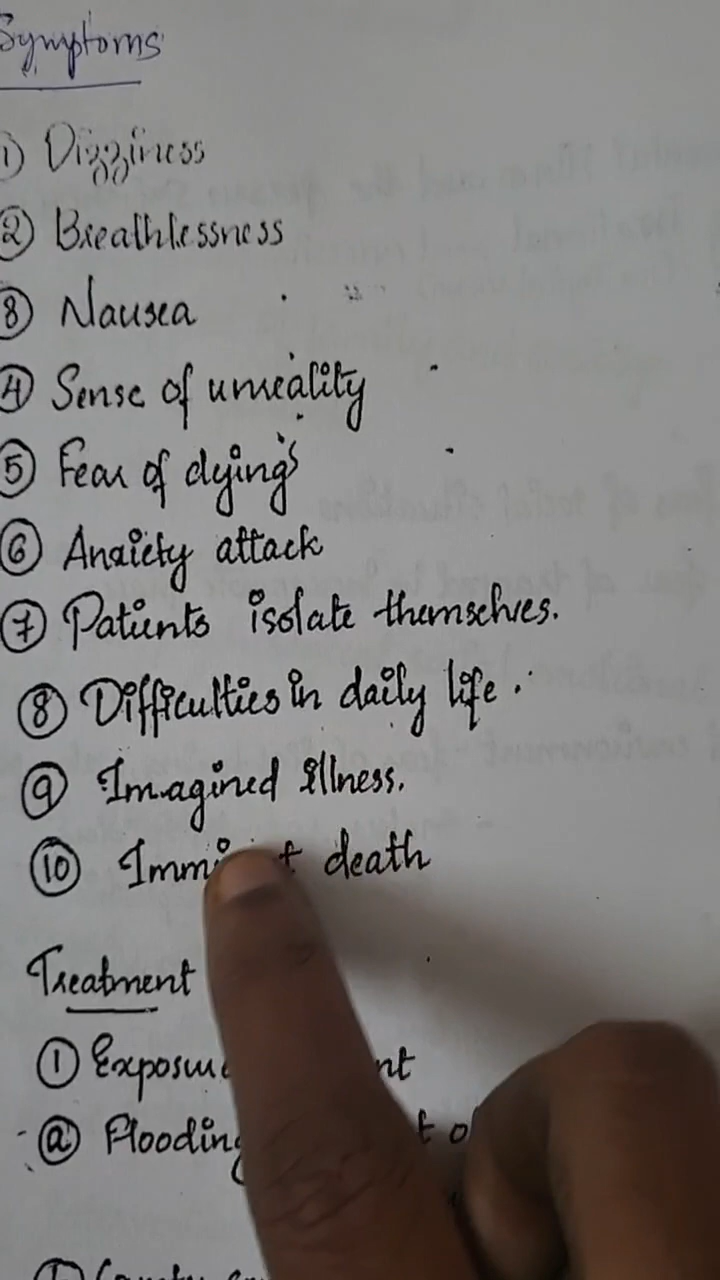 Symptoms
① Dizziness
② Breathlessness
③ Nausea
④ Sense of unreality
⑤ Fear of dying
⑥ Anxiety attack
⑦ Patients isolate themselves.
⑧ Difficulties in daily life.
⑨ Imagined illness.
⑩ death
Treatment
①
ⓐ Flooding